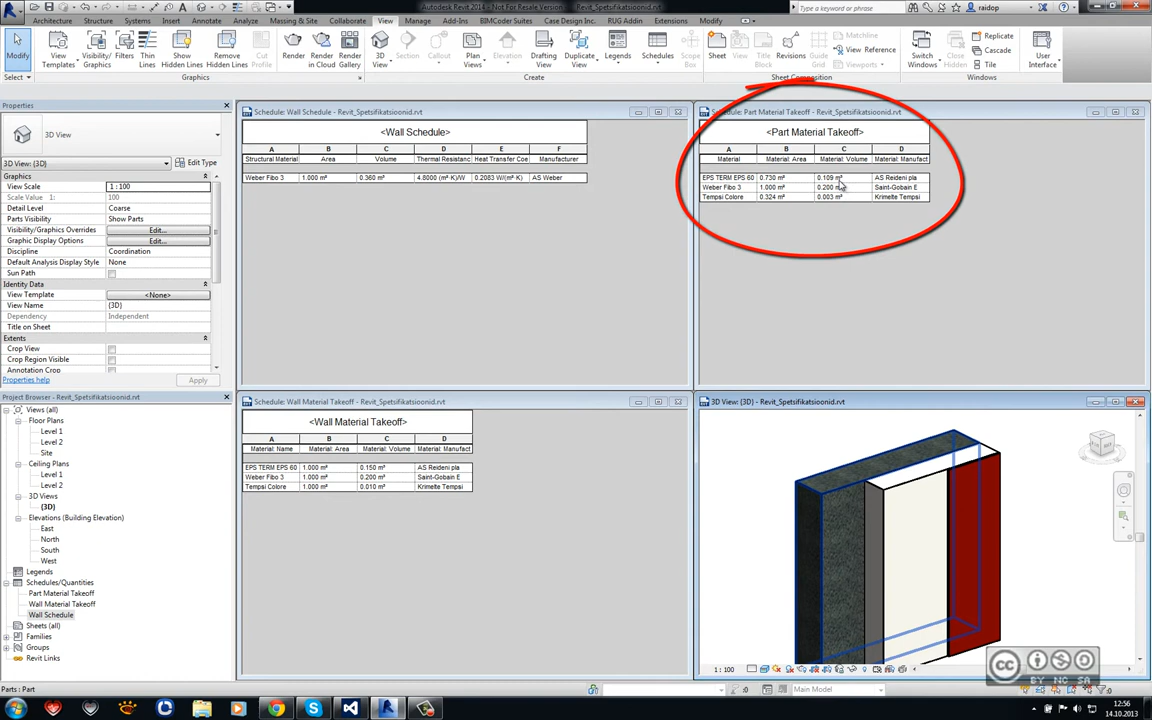 Autodesk Revit 2014 - Not For Resale Version - Revit_Spetsifikatsioonid.rvt
Type a keyword or phrase
raidop
Architecture Structure Systems Insert Annotate Analyze Massing & Site Collaborate View Manage Add-Ins BIMCoder Suites Case Design Inc. RUG Addin Extensions Modify
Modify
View Templates
Visibility/ Graphics
Filters
Thin Lines
Show Hidden Lines
Remove Hidden Lines
Cut Profile
Render
Render in Cloud
Render Gallery
3D View
Section
Callout
Plan Views
Elevation
Drafting View
Duplicate View
Legends
Schedules
Scope Box
Sheet
View
Title Block
Revisions
Guide Grid
Matchline
View Reference
Viewports
Switch Windows
Close Hidden
Replicate
Cascade
Tile
User Interface
Select
Graphics
Create
Sheet Composition
Windows
Properties
3D View
3D View: {3D}
Edit Type
Graphics
View Scale 1 : 100
Scale Value 1: 100
Detail Level Coarse
Parts Visibility Show Parts
Visibility/Graphics Overrides Edit...
Graphic Display Options Edit...
Discipline Coordination
Default Analysis Display Style None
Sun Path
Identity Data
View Template <None>
View Name {3D}
Dependency Independent
Title on Sheet
Extents
Crop View
Crop Region Visible
Annotation Crop
Properties help
Apply
Project Browser - Revit_Spetsifikatsioonid.rvt
Views (all)
Floor Plans
Level 1
Level 2
Site
Ceiling Plans
Level 1
Level 2
3D Views
{3D}
Elevations (Building Elevation)
East
North
South
West
Legends
Schedules/Quantities
Part Material Takeoff
Wall Material Takeoff
Wall Schedule
Sheets (all)
Families
Groups
Revit Links
Schedule: Wall Schedule - Revit_Spetsifikatsioonid.rvt
<Wall Schedule>
A B C D E F
Structural Material Area Volume Thermal Resistanc Heat Transfer Coe Manufacturer
Weber Fibo 3 1.000 m² 0.360 m³ 4.8000 (m²·K)/W 0.2083 W/(m²·K) AS Weber
Schedule: Part Material Takeoff - Revit_Spetsifikatsioonid.rvt
<Part Material Takeoff>
A B C D
Material Material: Area Material: Volume Material: Manufact
EPS TERM EPS 60 0.730 m² 0.109 m³ AS Reideni pla
Weber Fibo 3 1.000 m² 0.200 m³ Saint-Gobain E
Tempsi Colore 0.324 m² 0.003 m³ Krimelte Tempsi
Schedule: Wall Material Takeoff - Revit_Spetsifikatsioonid.rvt
<Wall Material Takeoff>
A B C D
Material: Name Material: Area Material: Volume Material: Manufact
EPS TERM EPS 60 1.000 m² 0.150 m³ AS Reideni pla
Weber Fibo 3 1.000 m² 0.200 m³ Saint-Gobain E
Tempsi Colore 1.000 m² 0.010 m³ Krimelte Tempsi
3D View: {3D} - Revit_Spetsifikatsioonid.rvt
1 : 100
Parts : Part
:0
Main Model
:0
cc
BY NC SA
12:56
14.10.2013